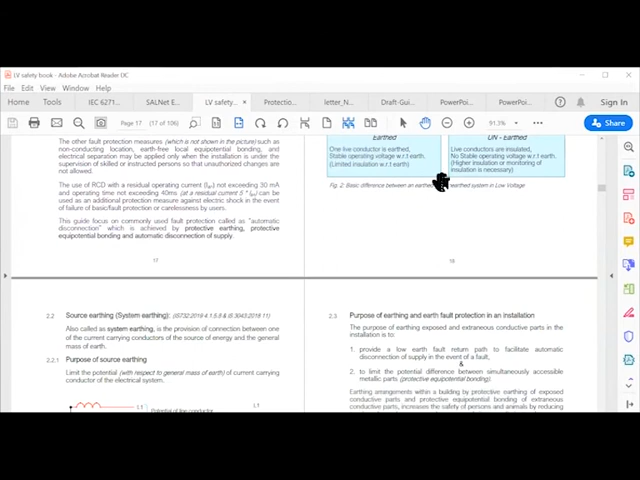 LV safety book - Adobe Acrobat Reader DC
File Edit View Window Help
Home Tools IEC 6271... SALNet E... LV safety... × Protectio... letter_N... Draft-Gui... PowerPoi... PowerPoi... Sign In
Page 17 (17 of 106) 91.3% Share
The other fault protection measures (which is not shown in the picture) such as
non-conducting location, earth-free local equipotential bonding, and
electrical separation may be applied only when the installation is under the
supervision of skilled or instructed persons so that unauthorized changes are
not allowed.
The use of RCD with a residual operating current (IΔn) not exceeding 30 mA
and operating time not exceeding 40ms (at a residual current 5 * IΔn) can be
used as an additional protection measure against electric shock in the event
of failure of basic/fault protection or carelessness by users.
This guide focus on commonly used fault protection called as "automatic
disconnection" which is achieved by protective earthing, protective
equipotential bonding and automatic disconnection of supply.
17
Earthed
One live conductor is earthed,
Stable operating voltage w.r.t earth.
(Limited insulation w.r.t earth)
UN - Earthed
Live conductors are insulated,
No Stable operating voltage w.r.t earth.
(Higher insulation or monitoring of
insulation is necessary)
Fig. 2: Basic difference between an earthed earthed system in Low Voltage
18
2.2 Source earthing (System earthing):
Also called as system earthing, is the provision of connection between one
of the current carrying conductors of the source of energy and the general
mass of earth.
2.2.1 Purpose of source earthing
Limit the potential (with respect to general mass of earth) of current carrying
conductor of the electrical system.
L1
Potential of line conductor
L1
2.3 Purpose of earthing and earth fault protection in an installation
The purpose of earthing exposed and extraneous conductive parts in the
installation is to:
1. provide a low earth fault return path to facilitate automatic
disconnection of supply in the event of a fault,
&
2. to limit the potential difference between simultaneously accessible
metallic parts (protective equipotential bonding).
Earthing arrangements within a building by protective earthing of exposed
conductive parts and protective equipotential bonding of extraneous
conductive parts, increases the safety of persons and animals by reducing